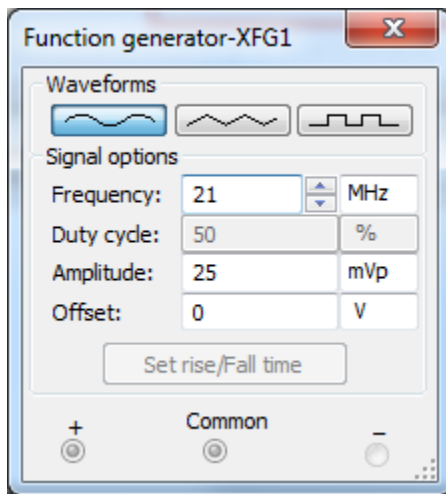 Function generator-XFG1
Waveforms
Signal options
Frequency: 21 MHz
Duty cycle: 50 %
Amplitude: 25 mVp
Offset: 0 V
Set rise/Fall time
+ Common −